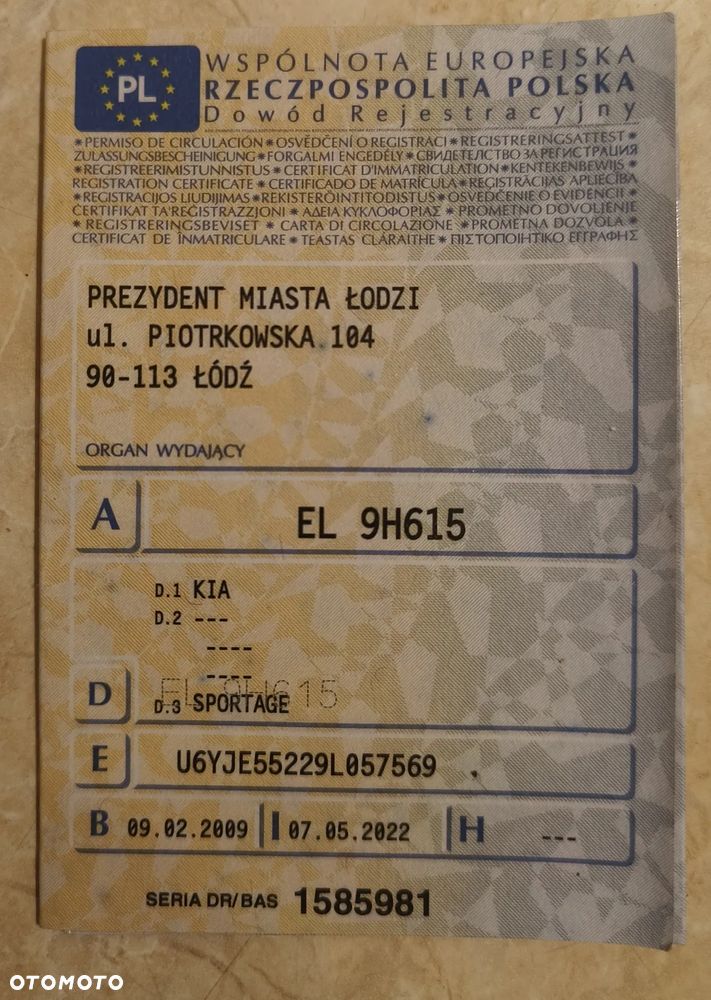 PL
WSPÓLNOTA EUROPEJSKA
RZECZPOSPOLITA POLSKA
Dowód Rejestracyjny
*PERMISO DE CIRCULACIÓN*OSVĚDČENÍ O REGISTRACI*REGISTRERINGSATTEST*
ZULASSUNGSBESCHEINIGUNG*FORGALMI ENGEDÉLY*СВИДЕТЕЛСТВО ЗА РЕГИСТРАЦИЯ
*REGISTREERIMISTUNNISTUS*CERTIFICAT D'IMMATRICULATION*KENTEKENBEWIJS*
REGISTRATION CERTIFICATE*CERTIFICADO DE MATRÍCULA*REGISTRĀCIJAS APLIECĪBA
*REGISTRACIJOS LIUDIJIMAS*REKISTERÖINTITODISTUS*OSVEDČENIE O EVIDENCII*
ĊERTIFIKAT TA'REĠISTRAZZJONI*ΑΔΕΙΑ ΚΥΚΛΟΦΟΡΙΑΣ*PROMETNO DOVOLJENJE
*REGISTRERINGSBEVISET*CARTA DI CIRCOLAZIONE*PROMETNA DOZVOLA*
CERTIFICAT DE ÎNMATRICULARE*TEASTAS CLÁRAITHE*ΠΙΣΤΟΠΟΙΗΤΙΚΟ ΕΓΓΡΑΦΗΣ
PREZYDENT MIASTA ŁODZI
ul. PIOTRKOWSKA 104
90-113 ŁÓDŹ
ORGAN WYDAJĄCY
A EL 9H615
D.1 KIA
D.2 ---
----
----
EL 9H615
D D.3 SPORTAGE
E U6YJE55229L057569
B 09.02.2009 I 07.05.2022 H ---
SERIA DR/BAS 1585981
OTOMOTO